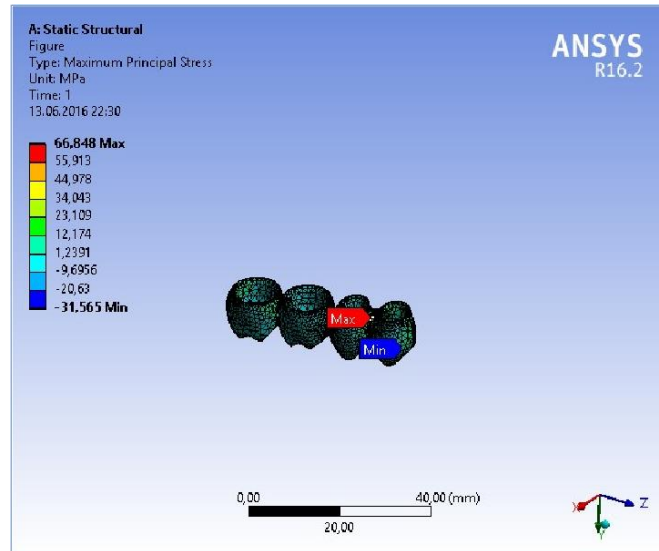 A: Static Structural
Figure
Type: Maximum Principal Stress
Unit: MPa
Time: 1
13.06.2016 22:30
ANSYS
R16.2
66,848 Max
55,913
44,978
34,043
23,109
12,174
1,2391
-9,6956
-20,63
-31,565 Min
Max
Min
0,00
40,00 (mm)
20,00
X
Y
Z